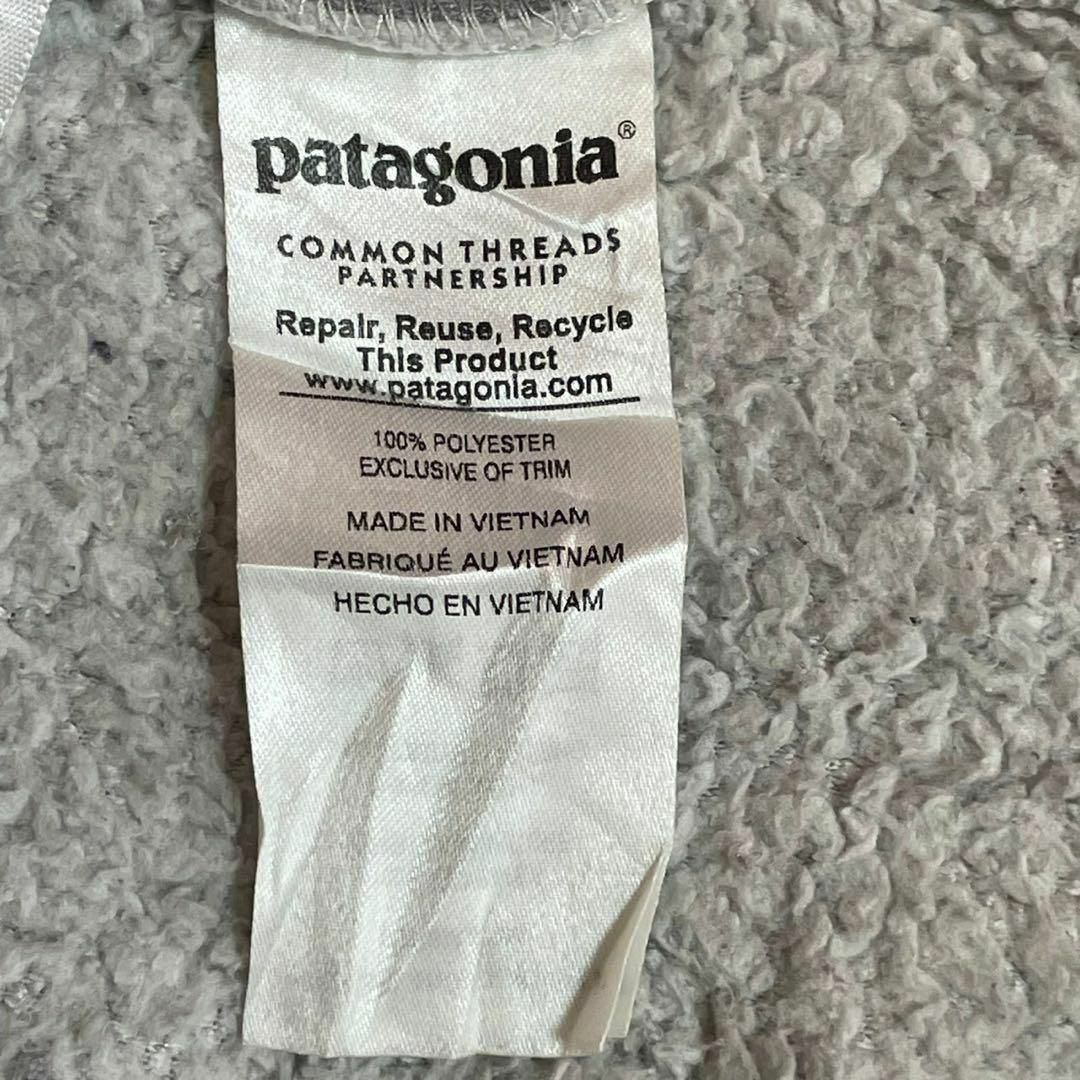 patagonia®
COMMON THREADS
PARTNERSHIP
Repair, Reuse, Recycle
This Product
www.patagonia.com
100% POLYESTER
EXCLUSIVE OF TRIM
MADE IN VIETNAM
FABRIQUÉ AU VIETNAM
HECHO EN VIETNAM